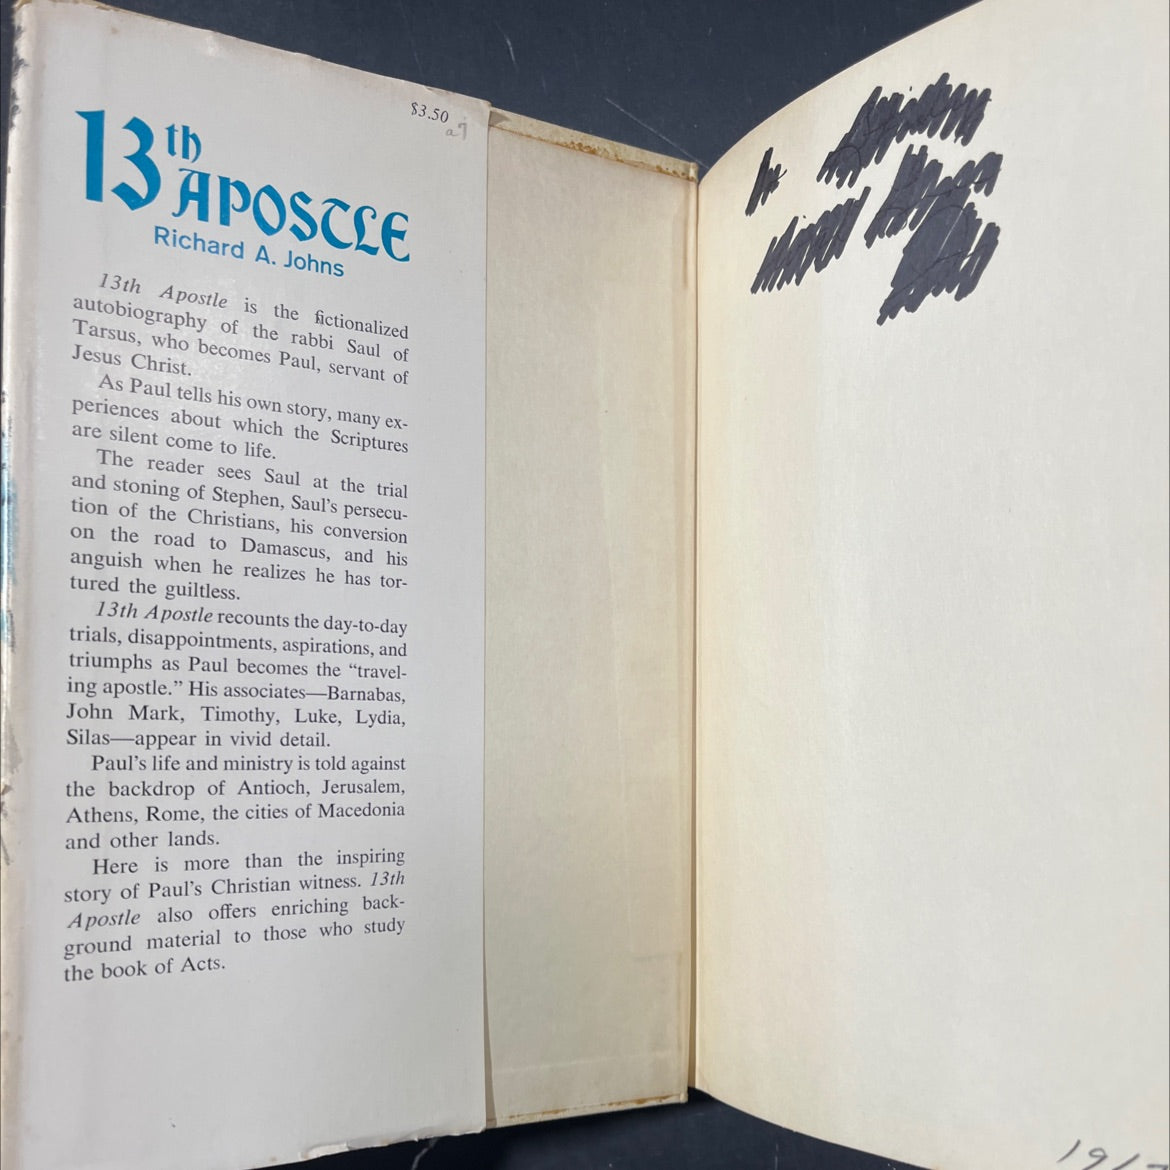 $3.50
a7
13th
APOSTLE
Richard A. Johns
13th Apostle is the fictionalized
autobiography of the rabbi Saul of
Tarsus, who becomes Paul, servant of
Jesus Christ.
As Paul tells his own story, many ex-
periences about which the Scriptures
are silent come to life.
The reader sees Saul at the trial
and stoning of Stephen, Saul's persecu-
tion of the Christians, his conversion
on the road to Damascus, and his
anguish when he realizes he has tor-
tured the guiltless.
13th Apostle recounts the day-to-day
trials, disappointments, aspirations, and
triumphs as Paul becomes the “travel-
ing apostle.” His associates—Barnabas,
John Mark, Timothy, Luke, Lydia,
Silas—appear in vivid detail.
Paul's life and ministry is told against
the backdrop of Antioch, Jerusalem,
Athens, Rome, the cities of Macedonia
and other lands.
Here is more than the inspiring
story of Paul's Christian witness. 13th
Apostle also offers enriching back-
ground material to those who study
the book of Acts.